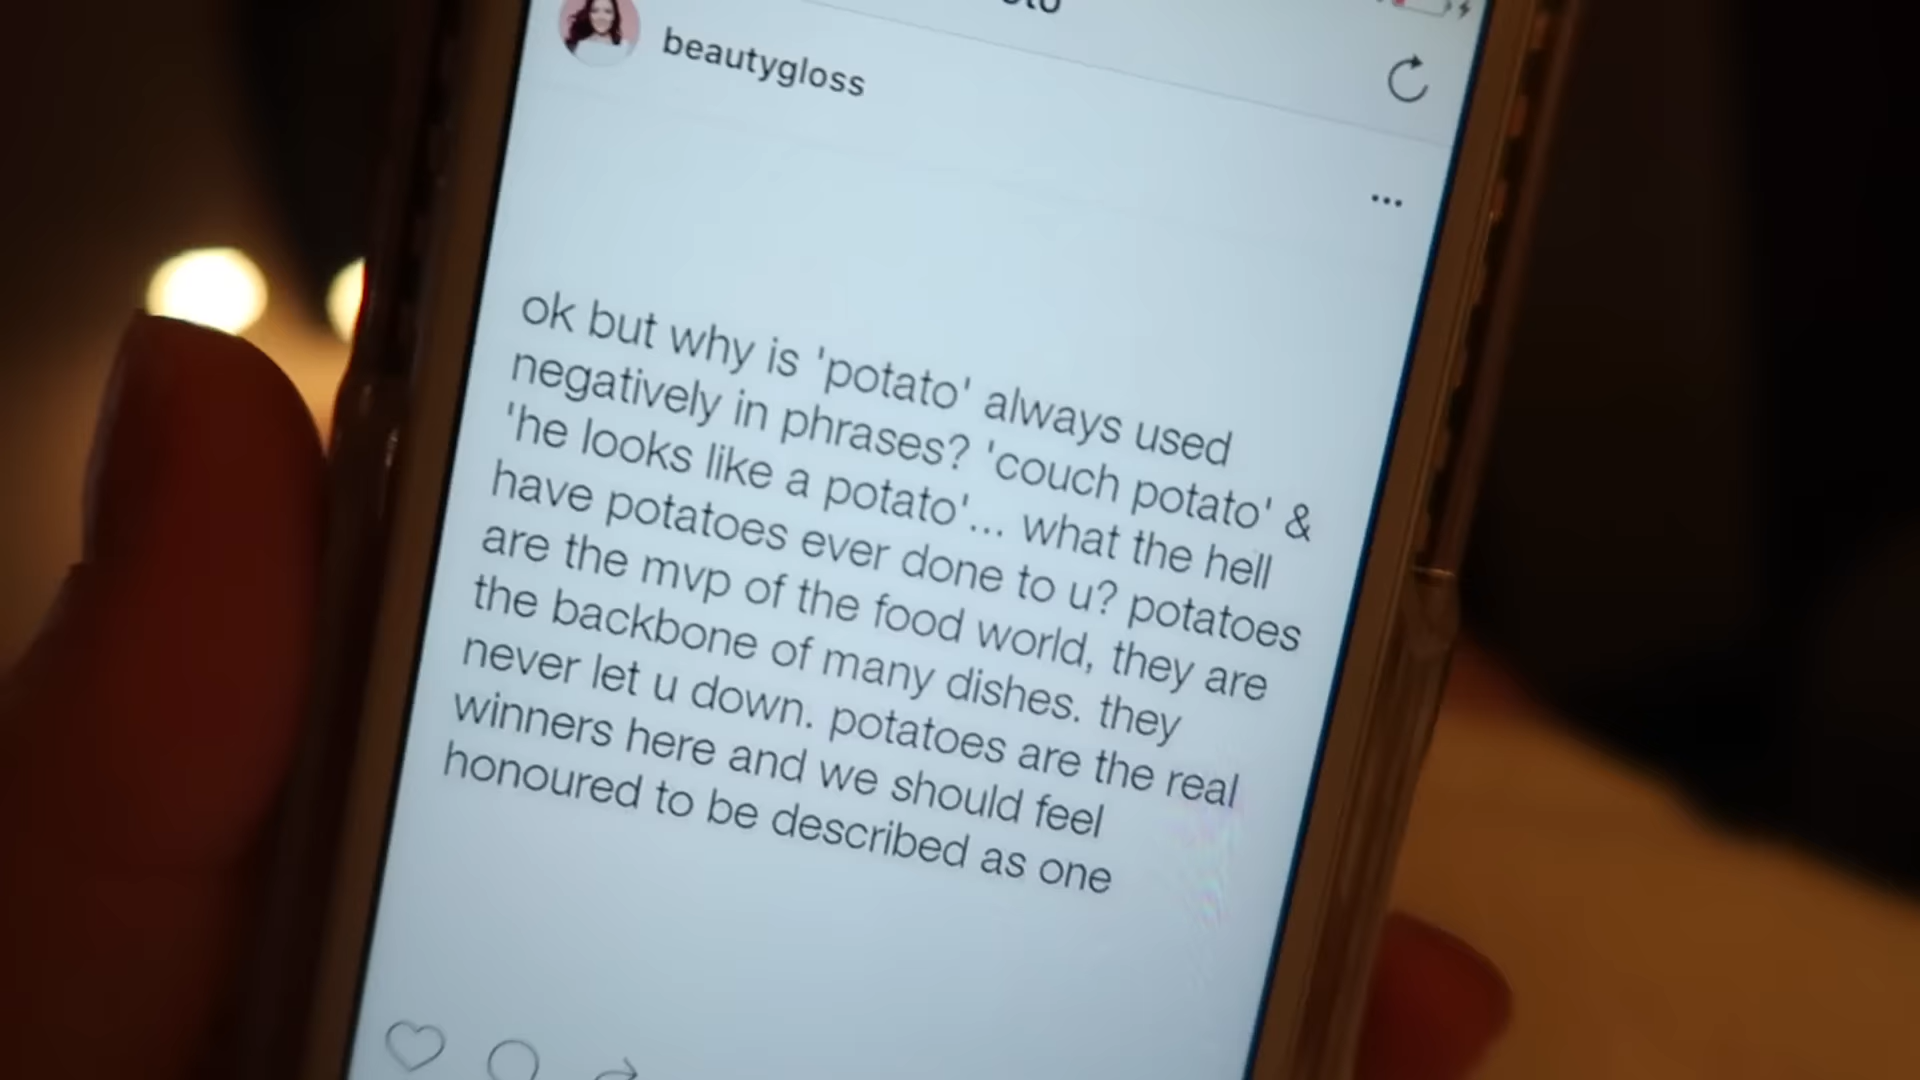 beautygloss
ok but why is 'potato' always used
negatively in phrases? 'couch potato' &
'he looks like a potato'... what the hell
have potatoes ever done to u? potatoes
are the mvp of the food world, they are
the backbone of many dishes. they
never let u down. potatoes are the real
winners here and we should feel
honoured to be described as one